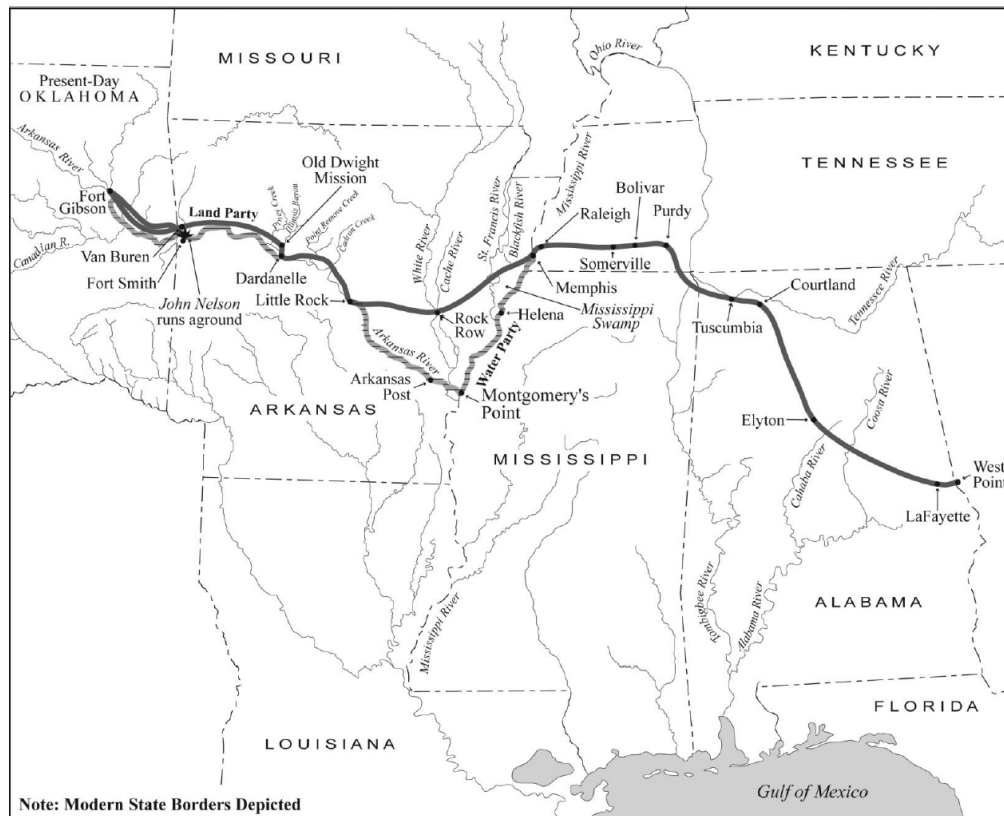 MISSOURI
KENTUCKY
Ohio River
Present-Day
OKLAHOMA
Arkansas River
Fort
Gibson
Canadian R.
Van Buren
Fort Smith
John Nelson
runs aground
Land Party
Old Dwight
Mission
Piney Creek
Illinois Bayou
Point Remove Creek
Cadron Creek
Dardanelle
Little Rock
White River
Cache River
St. Francis River
Blackfish River
Mississippi River
TENNESSEE
Raleigh
Bolivar
Purdy
Somerville
Memphis
Mississippi
Swamp
Helena
Rock
Row
Water Party
Arkansas River
Arkansas
Post
Montgomery's
Point
Courtland
Tuscumbia
Tennessee River
ARKANSAS
MISSISSIPPI
Elyton
Cahaba River
Coosa River
West
Point
LaFayette
Mississippi River
Tombigbee River
Alabama River
ALABAMA
FLORIDA
LOUISIANA
Gulf of Mexico
Note: Modern State Borders Depicted